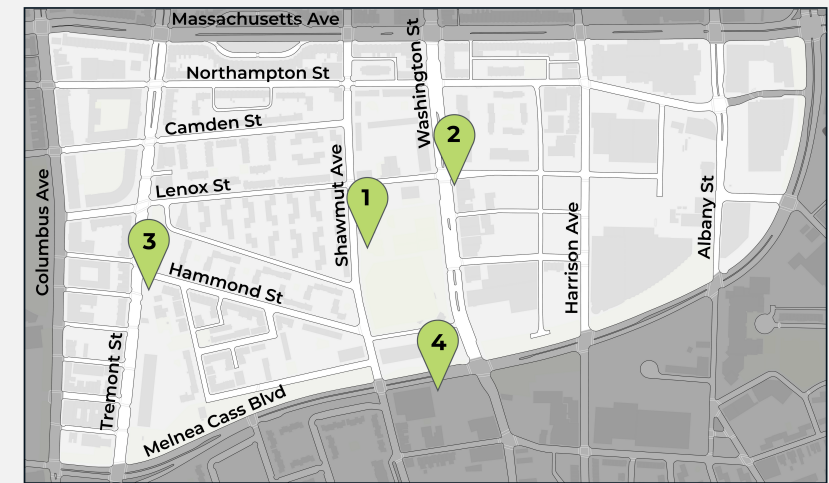 Massachusetts Ave
Washington St
Northampton St
Camden St
2
Lenox St
Shawmut Ave
1
Columbus Ave
Albany St
Harrison Ave
3
Hammond St
4
Tremont St
Melnea Cass Blvd